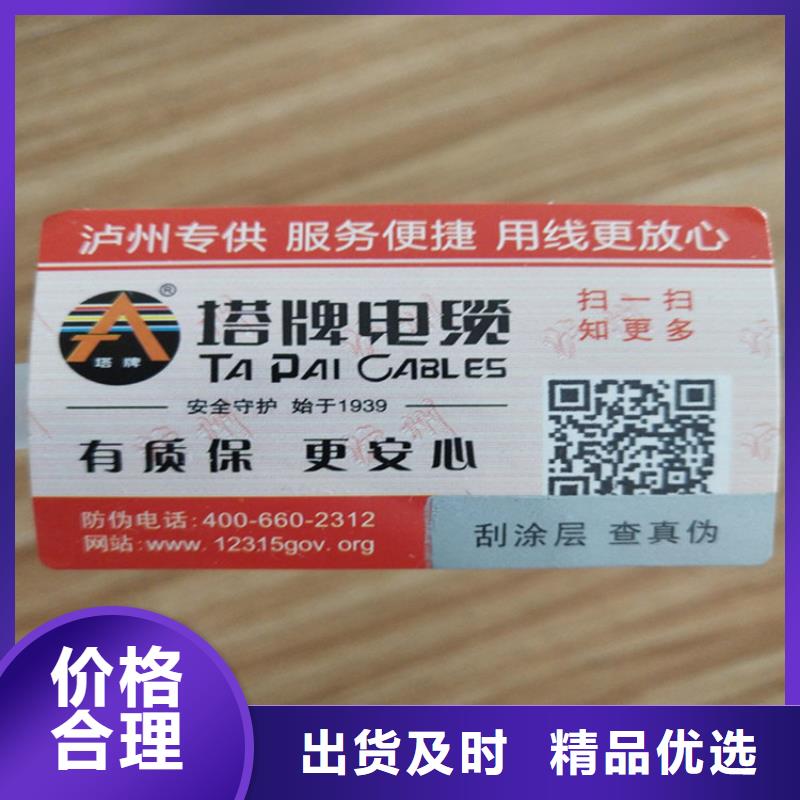 泸州专供 服务便捷 用线更放心
®
塔牌
塔牌电缆
TA PAI CABLES
安全守护 始于1939
有质保 更安心
扫一扫
知更多
防伪电话:400-660-2312
网站:www.12315gov.org
刮涂层 查真伪
价格
合理
出货及时 精品优选